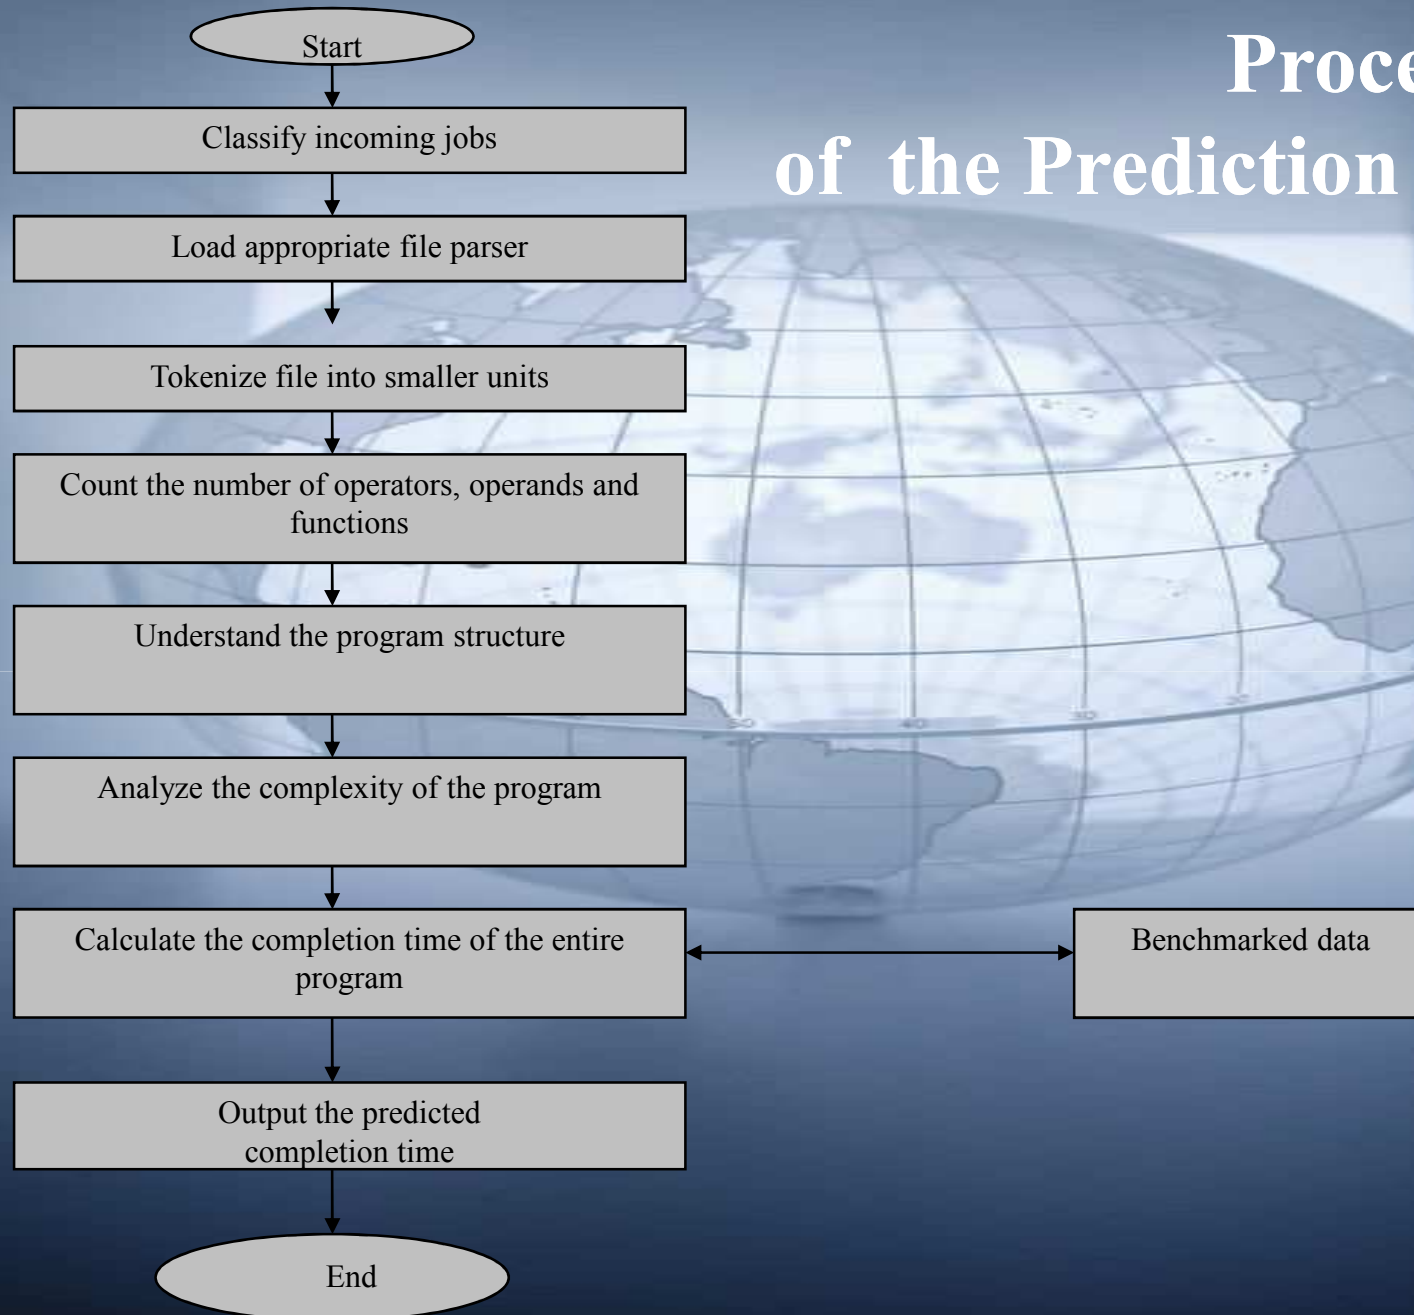 Proce
of the Prediction
Start
Classify incoming jobs
Load appropriate file parser
Tokenize file into smaller units
Count the number of operators, operands and
functions
Understand the program structure
Analyze the complexity of the program
Calculate the completion time of the entire
program
Benchmarked data
Output the predicted
completion time
End